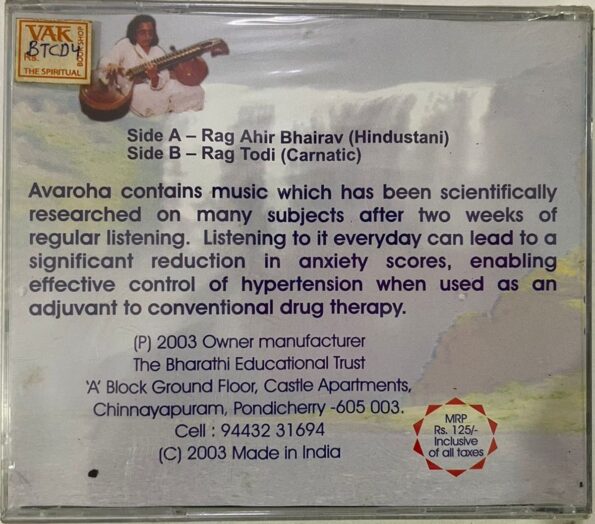 VAK
BOOKSHOP
BTCD4
Rs.
THE SPIRITUAL
Side A – Rag Ahir Bhairav (Hindustani)
Side B – Rag Todi (Carnatic)
Avaroha contains music which has been scientifically
researched on many subjects after two weeks of
regular listening. Listening to it everyday can lead to a
significant reduction in anxiety scores, enabling
effective control of hypertension when used as an
adjuvant to conventional drug therapy.
(P) 2003 Owner manufacturer
The Bharathi Educational Trust
'A' Block Ground Floor, Castle Apartments,
Chinnayapuram, Pondicherry -605 003.
Cell : 94432 31694
(C) 2003 Made in India
MRP
Rs. 125/-
Inclusive
of all taxes